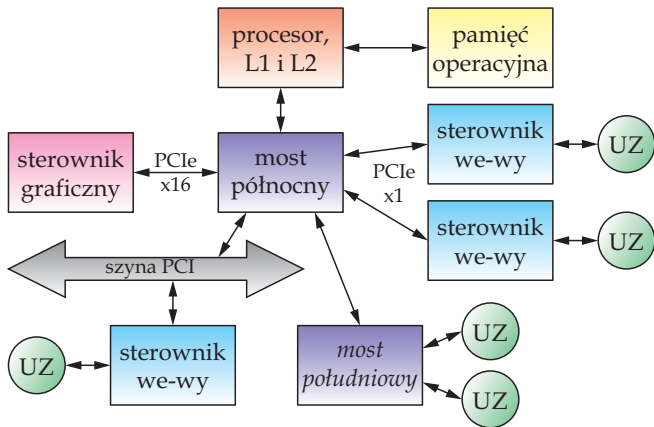 procesor,
L1 i L2
pamięć
operacyjna
sterownik
graficzny
PCIe
x16
most
północny
PCIe
x1
sterownik
we-wy
UZ
sterownik
we-wy
UZ
szyna PCI
UZ
sterownik
we-wy
most
południowy
UZ
UZ